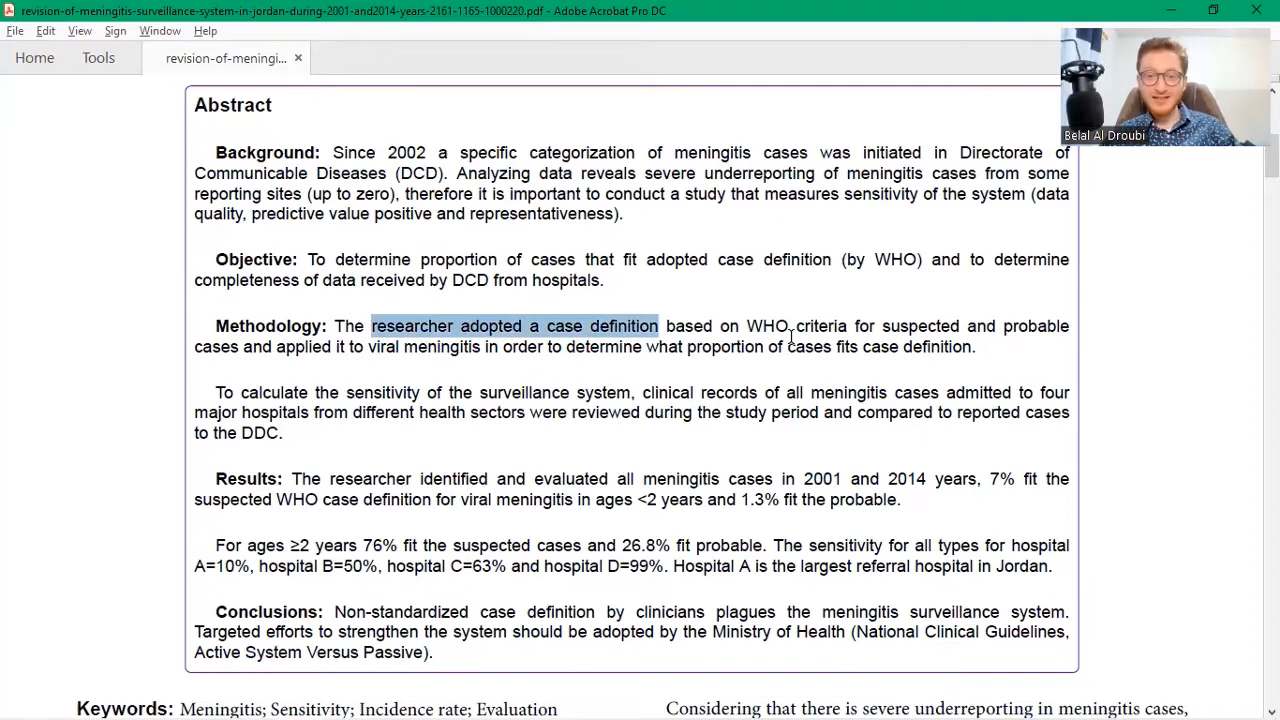 revision-of-meningitis-surveillance-system-in-jordan-during-2001-and2014-years-2161-1165-1000220.pdf - Adobe Acrobat Pro DC
File Edit View Sign Window Help
Home Tools revision-of-meningi... ×
Belal Al Droubi
Abstract
Background: Since 2002 a specific categorization of meningitis cases was initiated in Directorate of
Communicable Diseases (DCD). Analyzing data reveals severe underreporting of meningitis cases from some
reporting sites (up to zero), therefore it is important to conduct a study that measures sensitivity of the system (data
quality, predictive value positive and representativeness).
Objective: To determine proportion of cases that fit adopted case definition (by WHO) and to determine
completeness of data received by DCD from hospitals.
Methodology: The researcher adopted a case definition based on WHO criteria for suspected and probable
cases and applied it to viral meningitis in order to determine what proportion of cases fits case definition.
To calculate the sensitivity of the surveillance system, clinical records of all meningitis cases admitted to four
major hospitals from different health sectors were reviewed during the study period and compared to reported cases
to the DDC.
Results: The researcher identified and evaluated all meningitis cases in 2001 and 2014 years, 7% fit the
suspected WHO case definition for viral meningitis in ages <2 years and 1.3% fit the probable.
For ages ≥2 years 76% fit the suspected cases and 26.8% fit probable. The sensitivity for all types for hospital
A=10%, hospital B=50%, hospital C=63% and hospital D=99%. Hospital A is the largest referral hospital in Jordan.
Conclusions: Non-standardized case definition by clinicians plagues the meningitis surveillance system.
Targeted efforts to strengthen the system should be adopted by the Ministry of Health (National Clinical Guidelines,
Active System Versus Passive).
Keywords: Meningitis; Sensitivity; Incidence rate; Evaluation
Considering that there is severe underreporting in meningitis cases,